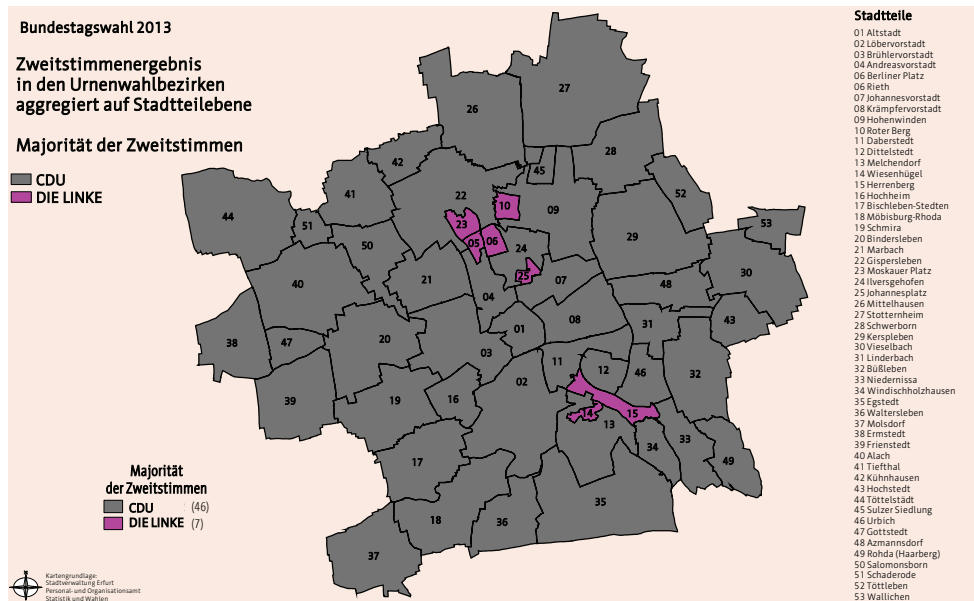 Bundestagswahl 2013
Zweitstimmenergebnis
in den Urnenwahlbezirken
aggregiert auf Stadtteilebene
Majorität der Zweitstimmen
CDU
DIE LINKE
27
26
28
42
45
41
22
52
10
09
44
23
53
51
05
06
50
24
29
30
25
21
07
40
48
04
43
08
31
01
20
38
47
03
11
12
46
32
02
39
19
16
14
15
13
33
34
17
49
35
18
36
37
Majorität
der Zweitstimmen
CDU (46)
DIE LINKE (7)
Kartengrundlage:
Stadtverwaltung Erfurt
Personal- und Organisationsamt
Statistik und Wahlen
Stadtteile
01 Altstadt
02 Löbervorstadt
03 Brühlervorstadt
04 Andreasvorstadt
06 Berliner Platz
06 Rieth
07 Johannesvorstadt
08 Krämpfervorstadt
09 Hohenwinden
10 Roter Berg
11 Daberstedt
12 Dittelstedt
13 Melchendorf
14 Wiesenhügel
15 Herrenberg
16 Hochheim
17 Bischleben-Stedten
18 Möbisburg-Rhoda
19 Schmira
20 Bindersleben
21 Marbach
22 Gispersleben
23 Moskauer Platz
24 Ilversgehofen
25 Johannesplatz
26 Mittelhausen
27 Stotternheim
28 Schwerborn
29 Kerspleben
30 Vieselbach
31 Linderbach
32 Büßleben
33 Niedernissa
34 Windischholzhausen
35 Egstedt
36 Waltersleben
37 Molsdorf
38 Ermstedt
39 Frienstedt
40 Alach
41 Tiefthal
42 Kühnhausen
43 Hochstedt
44 Töttelstädt
45 Sulzer Siedlung
46 Urbich
47 Gottstedt
48 Azmannsdorf
49 Rohda (Haarberg)
50 Salomonsborn
51 Schaderode
52 Töttleben
53 Wallichen